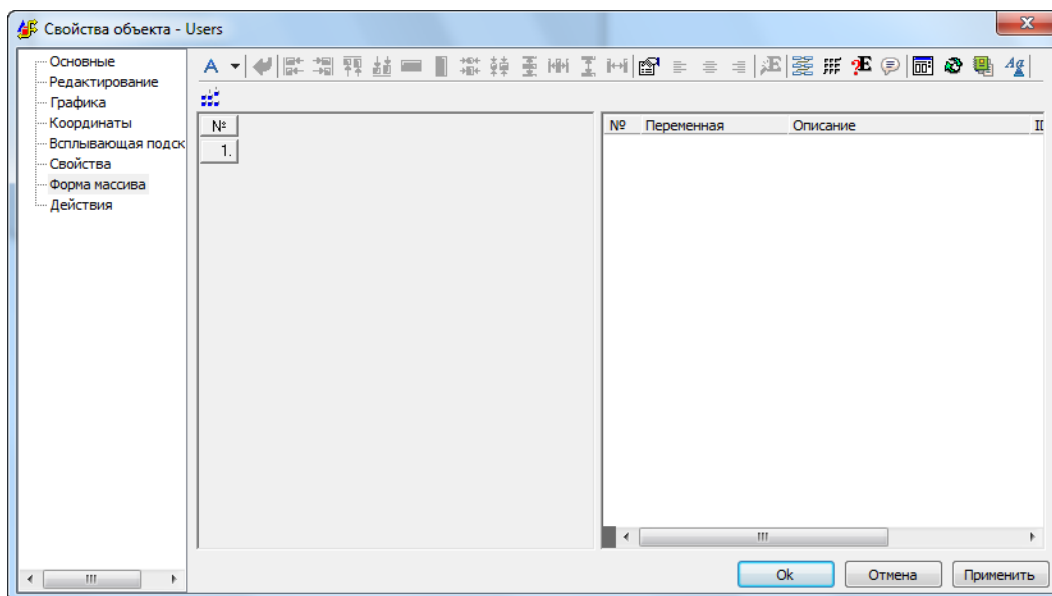 Свойства объекта - Users
Основные
Редактирование
Графика
Координаты
Всплывающая подск
Свойства
Форма массива
Действия
№
1.
№ Переменная Описание
Ok Отмена Применить